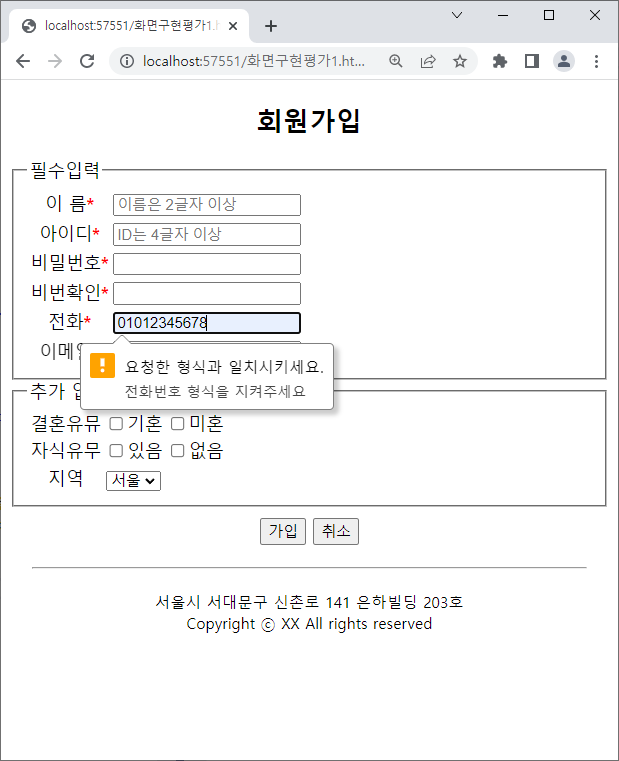 localhost:57551/화면구현평가1.h
localhost:57551/화면구현평가1.ht...
회원가입
필수입력
이 름*
이름은 2글자 이상
아이디*
ID는 4글자 이상
비밀번호*
비번확인*
전화*
01012345678
이메일
요청한 형식과 일치시키세요.
전화번호 형식을 지켜주세요
추가
결혼유뮤 기혼 미혼
자식유무 있음 없음
지역 서울
가입 취소
서울시 서대문구 신촌로 141 은하빌딩 203호
Copyright ⓒ XX All rights reserved